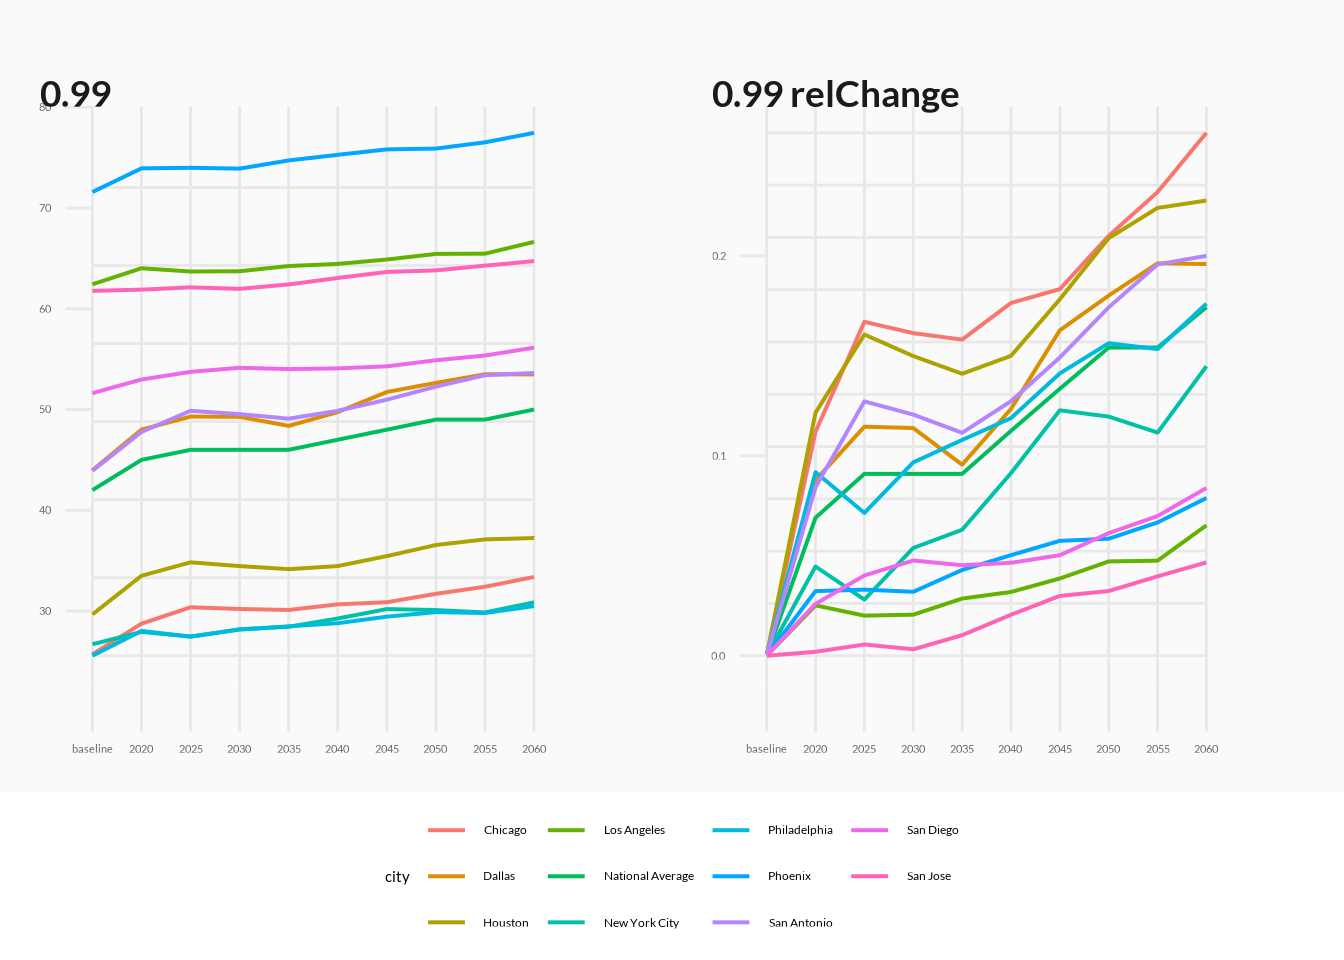 0.99
80
70
60
50
40
30
baseline 2020 2025 2030 2035 2040 2045 2050 2055 2060
0.99 relChange
0.2
0.1
0.0
baseline 2020 2025 2030 2035 2040 2045 2050 2055 2060
city
Chicago Los Angeles Philadelphia San Diego
Dallas National Average Phoenix San Jose
Houston New York City San Antonio